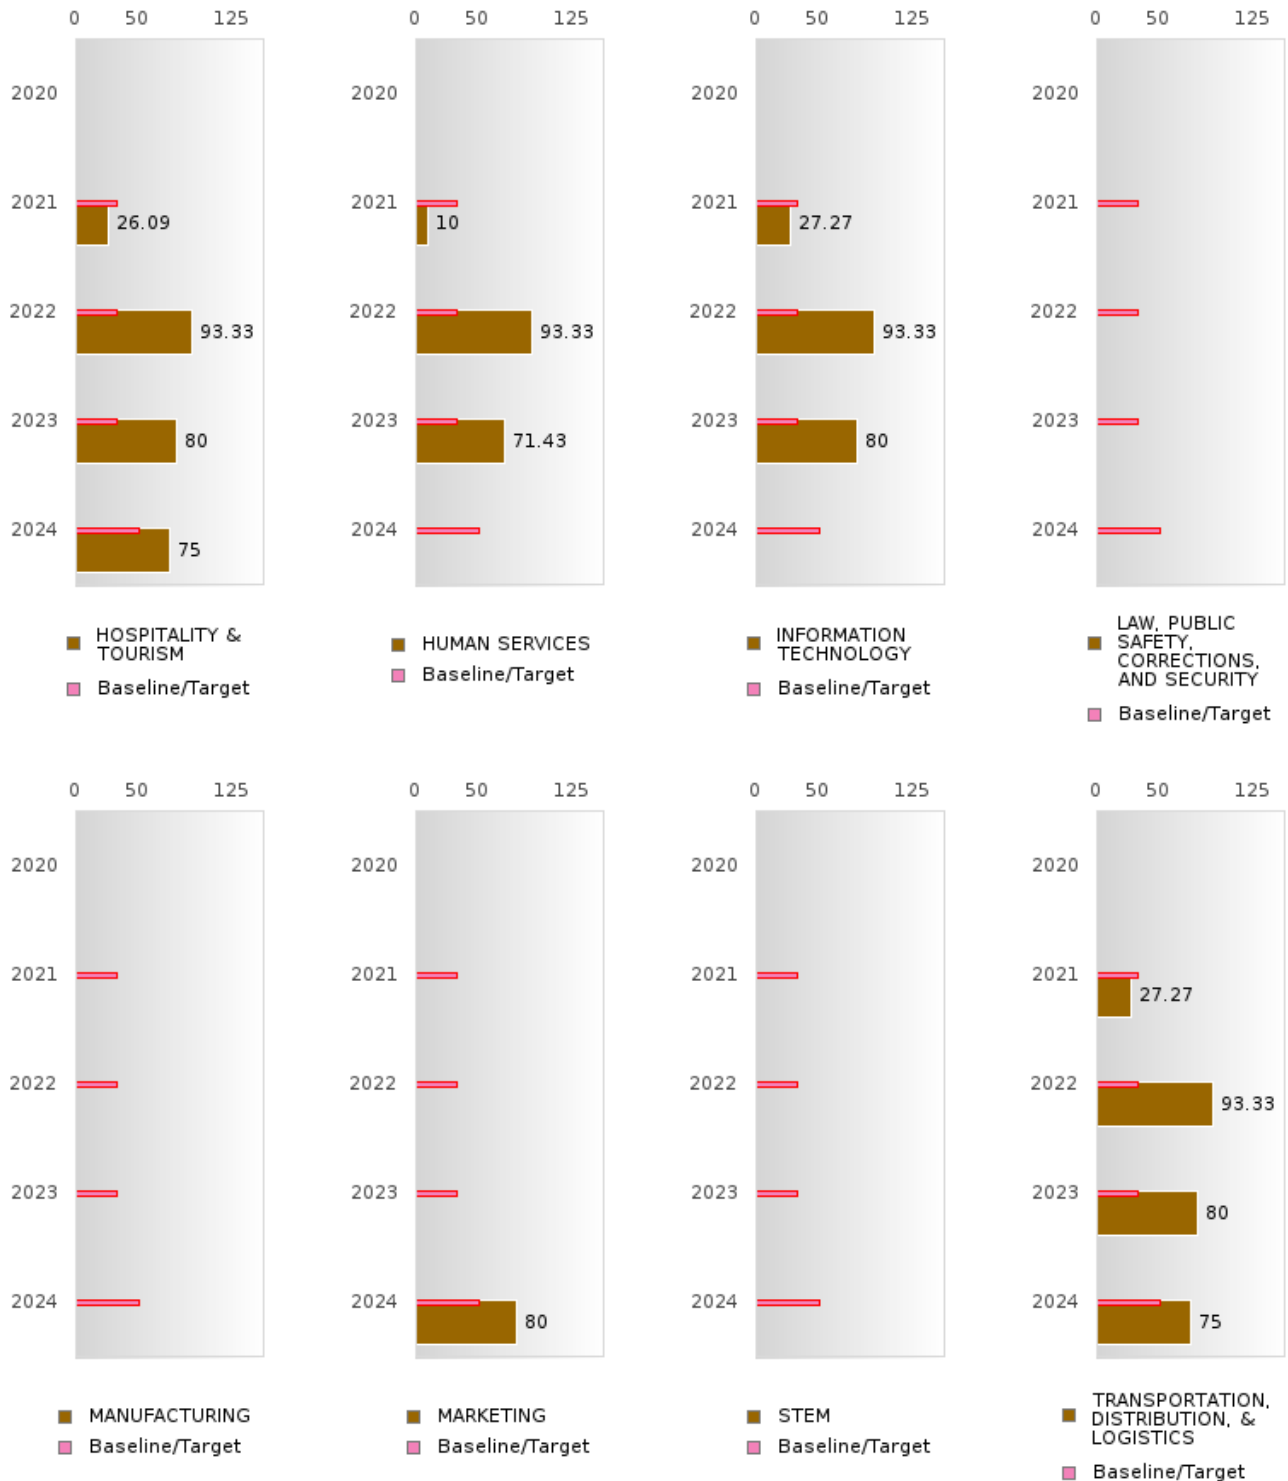 0 50 125
2020
2021
26.09
2022
93.33
2023
80
2024
75
HOSPITALITY &
TOURISM
Baseline/Target
0 50 125
2020
2021
10
2022
93.33
2023
71.43
2024
HUMAN SERVICES
Baseline/Target
0 50 125
2020
2021
27.27
2022
93.33
2023
80
2024
INFORMATION
TECHNOLOGY
Baseline/Target
0 50 125
2020
2021
2022
2023
2024
LAW, PUBLIC
SAFETY,
CORRECTIONS,
AND SECURITY
Baseline/Target
0 50 125
2020
2021
2022
2023
2024
MANUFACTURING
Baseline/Target
0 50 125
2020
2021
2022
2023
2024
80
MARKETING
Baseline/Target
0 50 125
2020
2021
2022
2023
2024
STEM
Baseline/Target
0 50 125
2020
2021
27.27
2022
93.33
2023
80
2024
75
TRANSPORTATION,
DISTRIBUTION, &
LOGISTICS
Baseline/Target